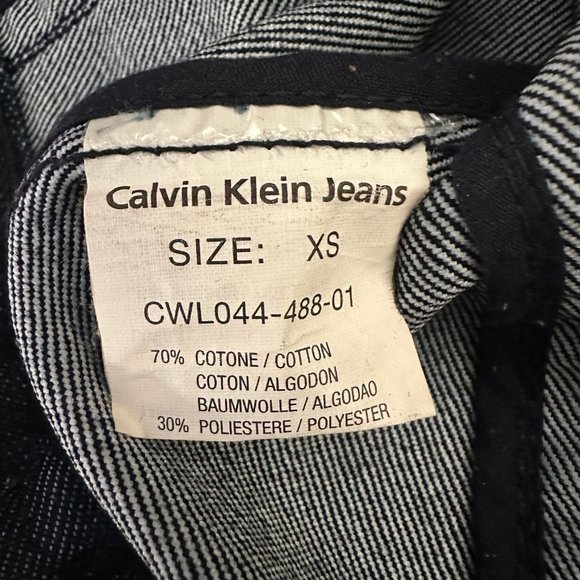 Calvin Klein Jeans
SIZE: XS
CWL044-488-01
70% COTONE / COTTON
COTON / ALGODON
BAUMWOLLE / ALGODAO
30% POLIESTERE / POLYESTER